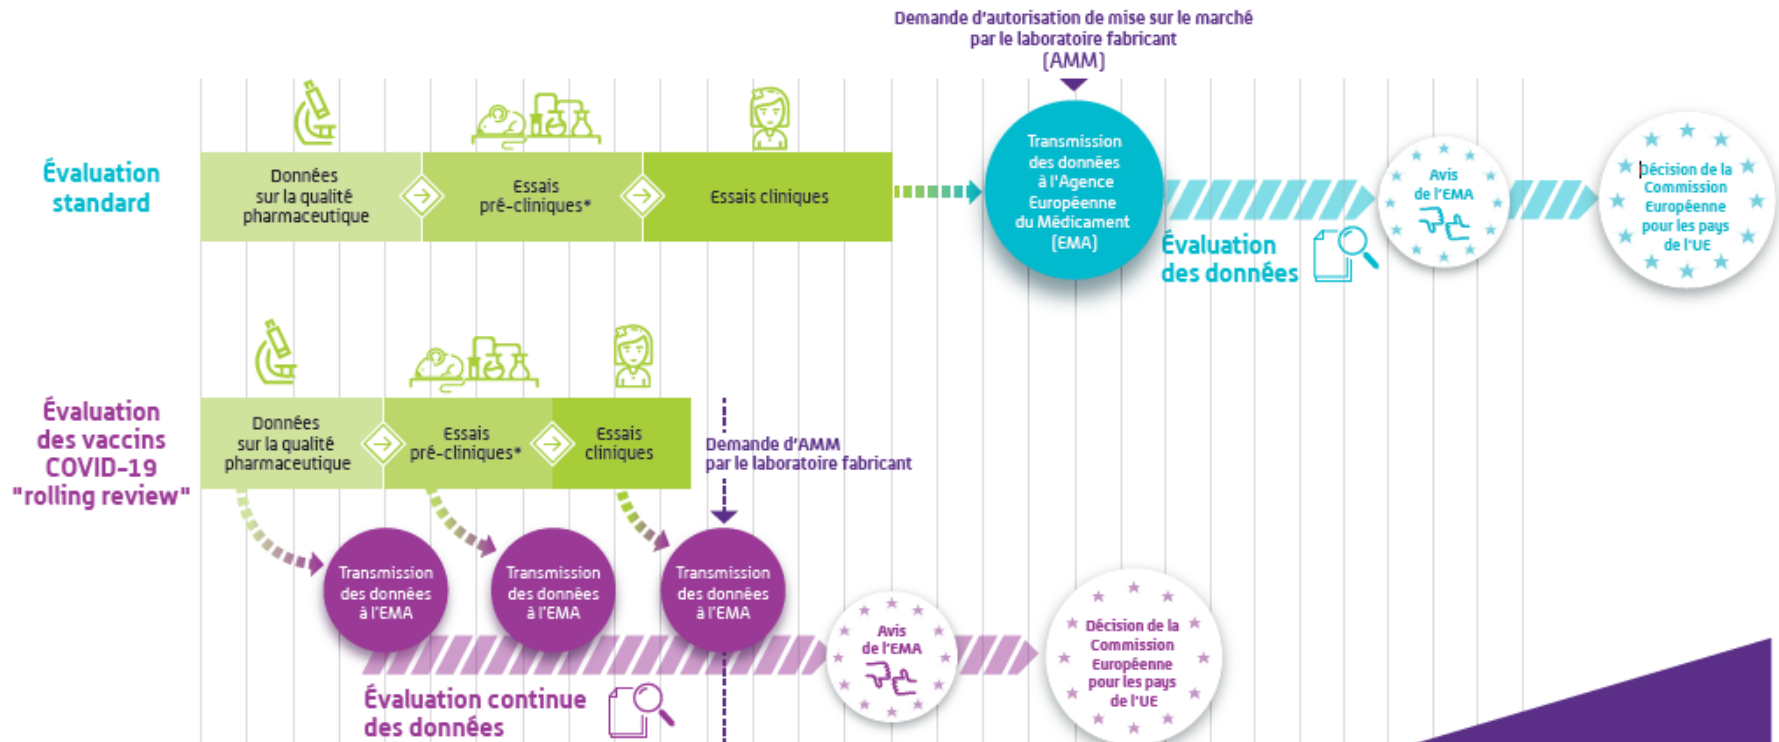 Demande d'autorisation de mise sur le marché
par le laboratoire fabricant
(AMM)
Évaluation
standard
Données
sur la qualité
pharmaceutique
Essais
pré-cliniques*
Essais cliniques
Transmission
des données
à l'Agence
Européenne
du Médicament
(EMA)
Évaluation
des données
Avis
de l'EMA
Décision de la
Commission
Européenne
pour les pays
de l'UE
Évaluation
des vaccins
COVID-19
"rolling review"
Données
sur la qualité
pharmaceutique
Essais
pré-cliniques*
Essais
cliniques
Demande d'AMM
par le laboratoire fabricant
Transmission
des données
à l'EMA
Transmission
des données
à l'EMA
Transmission
des données
à l'EMA
Évaluation continue
des données
Avis
de l'EMA
Décision de la
Commission
Européenne
pour les pays
de l'UE